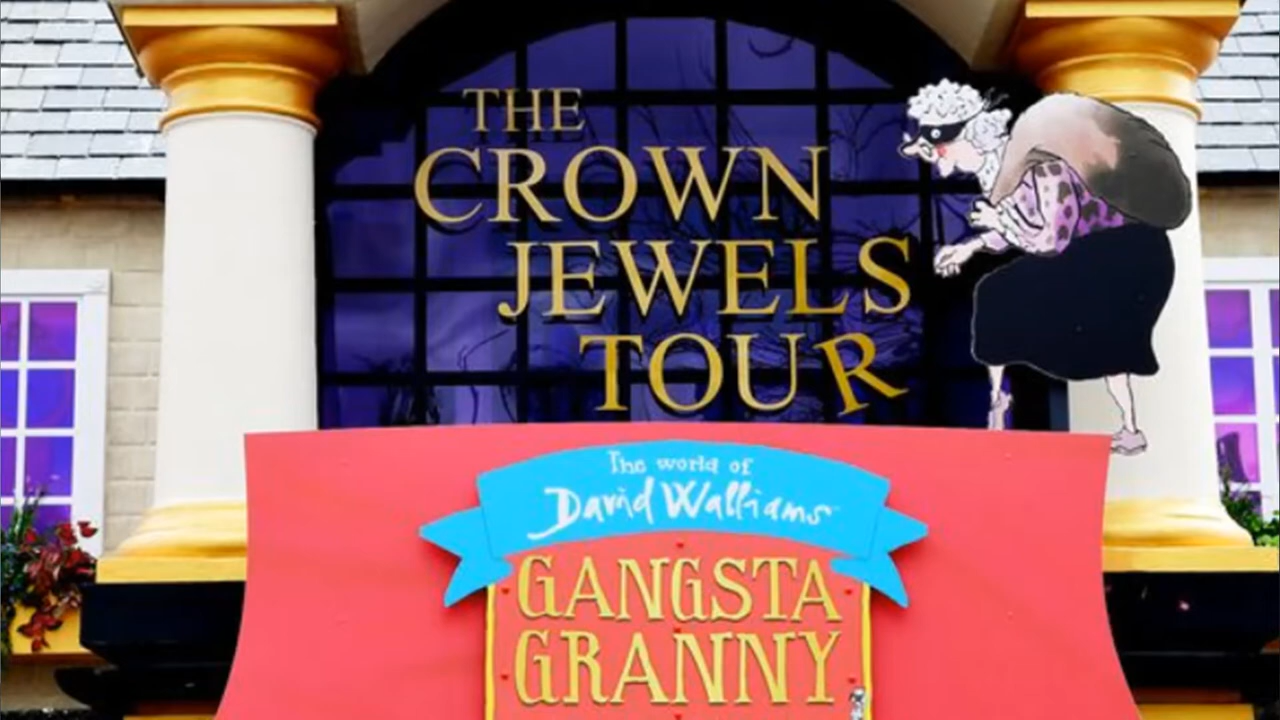 THE
CROWN
JEWELS
TOUR
The world of
David Walliams
GANGSTA
GRANNY